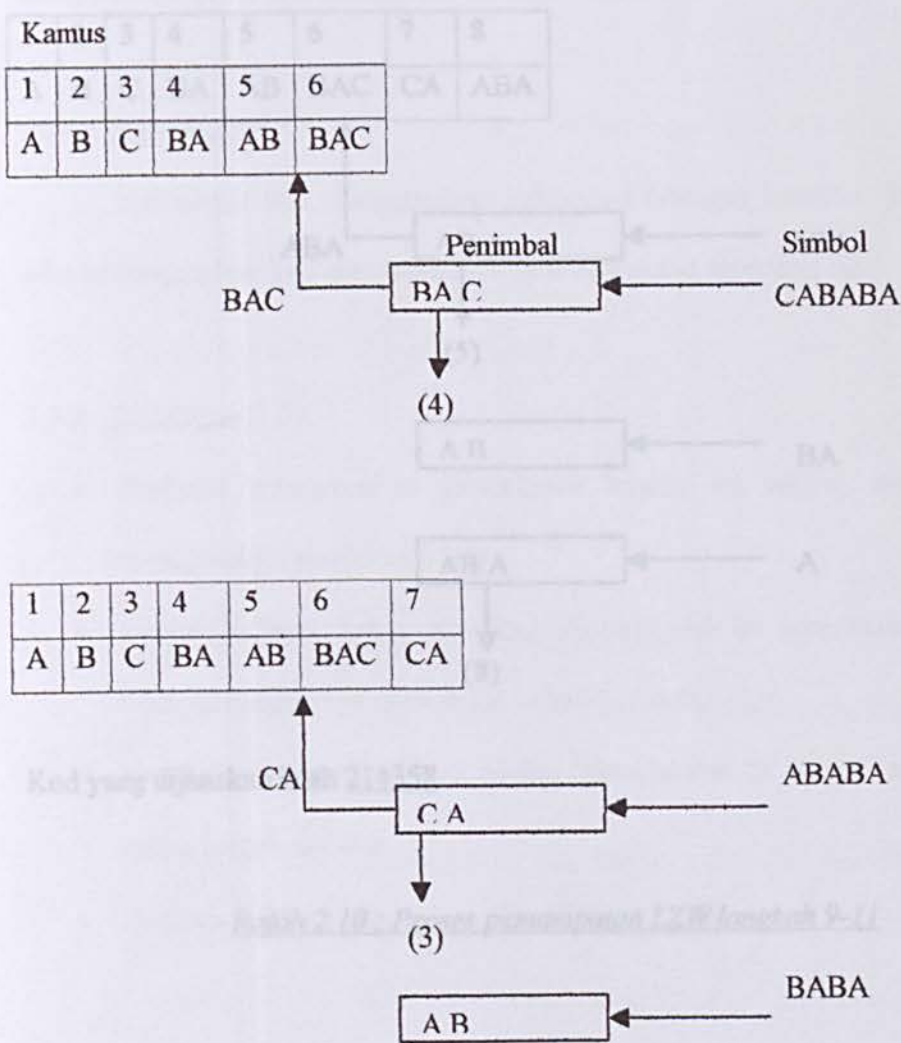 Kamus
1 2 3 4 5 6
A B C BA AB BAC
Penimbal Simbol
BAC BA C CABABA
(4)
1 2 3 4 5 6 7
A B C BA AB BAC CA
CA C A ABABA
(3)
A B BABA